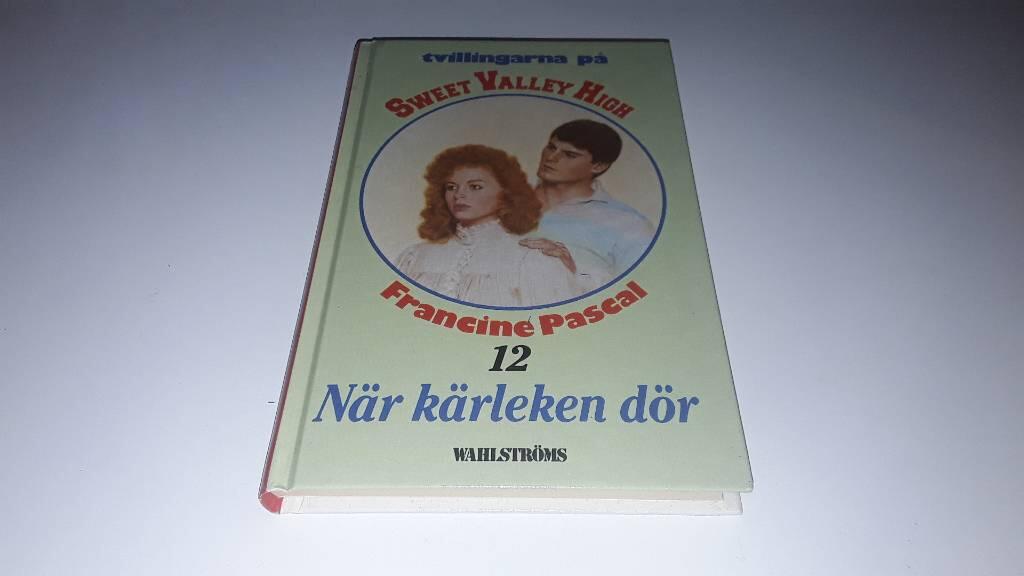 tvillingarna på
SWEET VALLEY HIGH
Francine Pascal
12
När kärleken dör
WAHLSTRÖMS